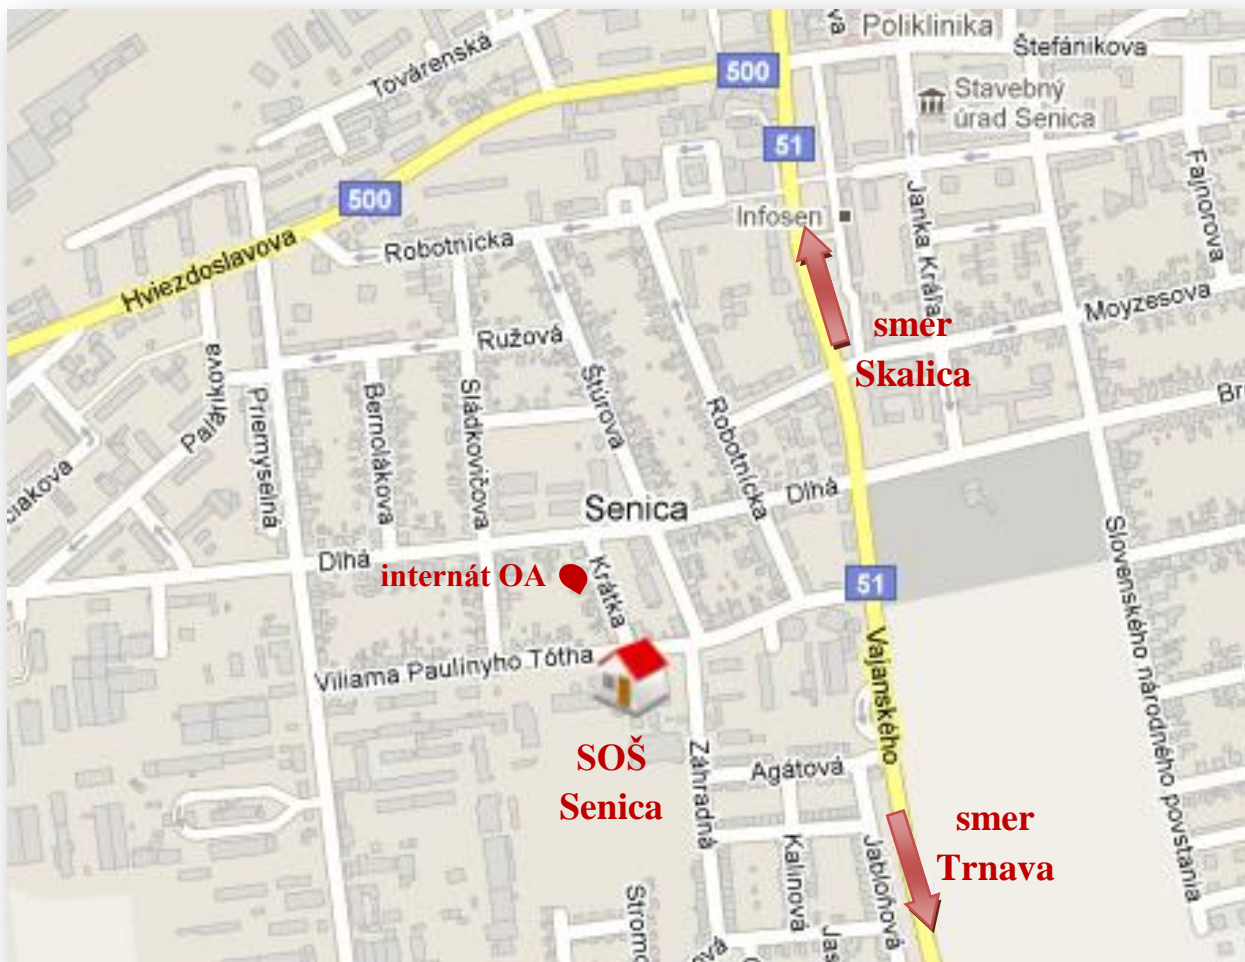 Poliklinika
Štefánikova
Továrenská
500
Stavebný
úrad Senica
51
Fajnorova
500
Janka Kráľa
Infosen
Robotnícka
Hviezdoslavova
Moyzesova
smer
Skalica
Ružová
Palárikova
Priemyselná
Bernolákova
Sládkovičova
Štúrova
Robotnícka
Dlhá
Senica
Dlhá
internát OA
Krátka
51
Slovenského národného povstania
Vajanského
Viliama Paulinyho Tótha
SOŠ
Senica
Záhradná
Agátová
Kalinová
Jabloňová
smer
Trnava